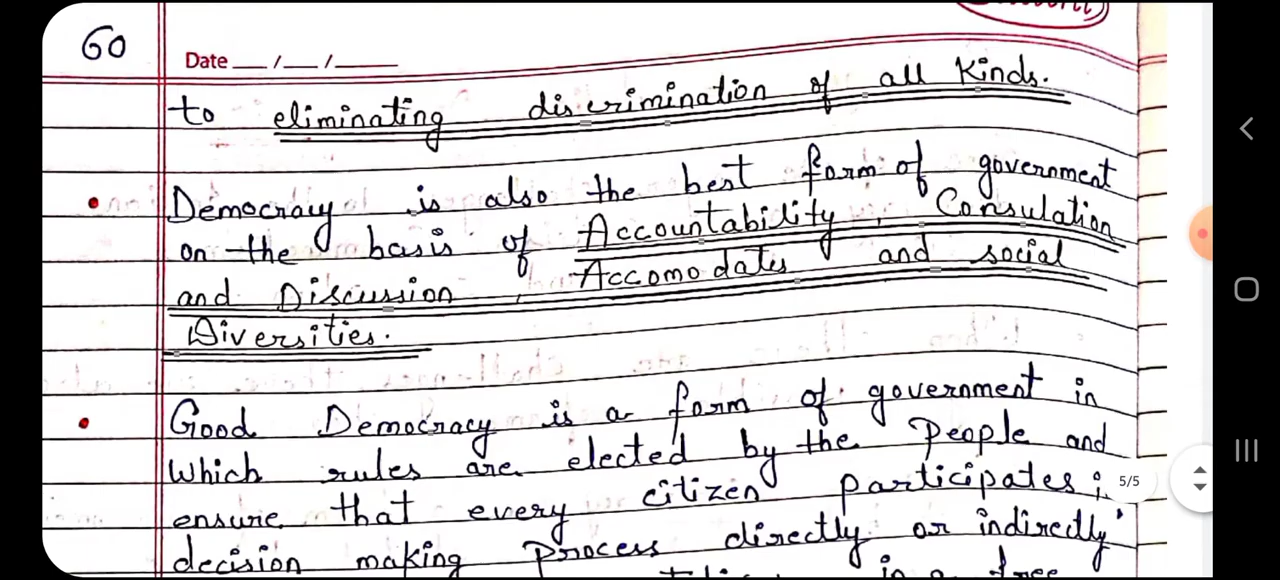 60
Date __/__/____
to eliminating discrimination of all Kinds.
Democracy is also the best form of government
on the basis of Accountability, Consulation
and Discussion, Accomodates and social
Diversities.
Good Democracy is a form of government in
which rules are elected by the People and
ensure that every citizen participates i
5/5
decision making Process directly or indirectly
in a free